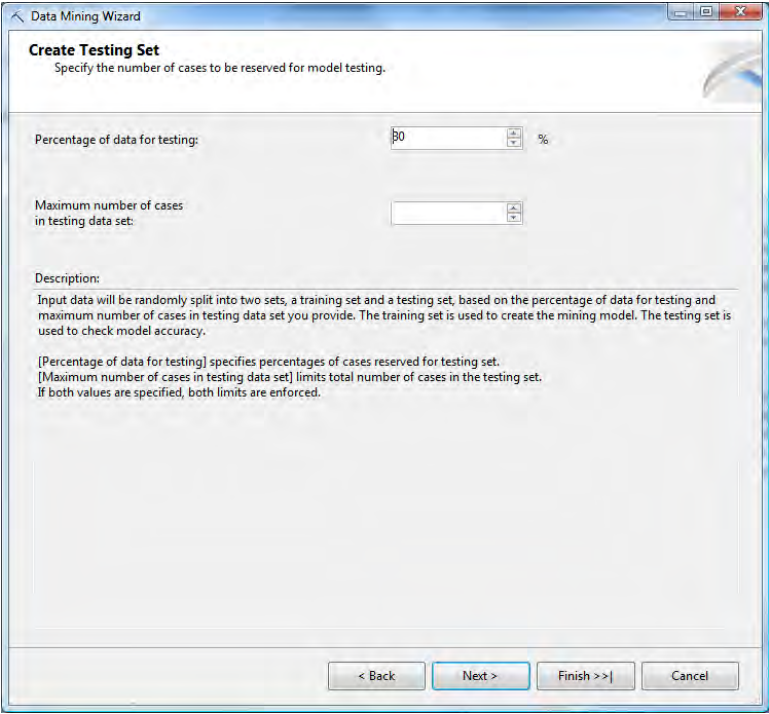 Data Mining Wizard
Create Testing Set
Specify the number of cases to be reserved for model testing.
Percentage of data for testing:
30
%
Maximum number of cases
in testing data set:
Description:
Input data will be randomly split into two sets, a training set and a testing set, based on the percentage of data for testing and
maximum number of cases in testing data set you provide. The training set is used to create the mining model. The testing set is
used to check model accuracy.
[Percentage of data for testing] specifies percentages of cases reserved for testing set.
[Maximum number of cases in testing data set] limits total number of cases in the testing set.
If both values are specified, both limits are enforced.
< Back
Next >
Finish >>|
Cancel